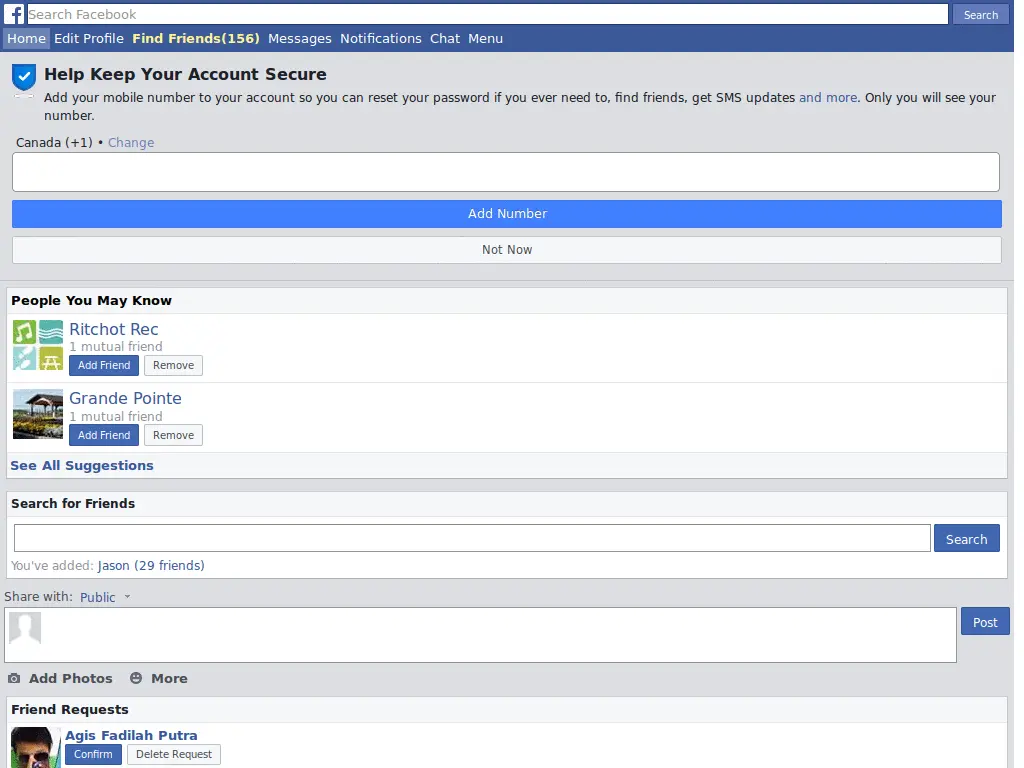 Search Facebook Search
Home Edit Profile Find Friends(156) Messages Notifications Chat Menu
Help Keep Your Account Secure
Add your mobile number to your account so you can reset your password if you ever need to, find friends, get SMS updates and more. Only you will see your
number.
Canada (+1) • Change
Add Number
Not Now
People You May Know
Ritchot Rec
1 mutual friend
Add Friend Remove
Grande Pointe
1 mutual friend
Add Friend Remove
See All Suggestions
Search for Friends
Search
You've added: Jason (29 friends)
Share with: Public
Post
Add Photos More
Friend Requests
Agis Fadilah Putra
Confirm Delete Request